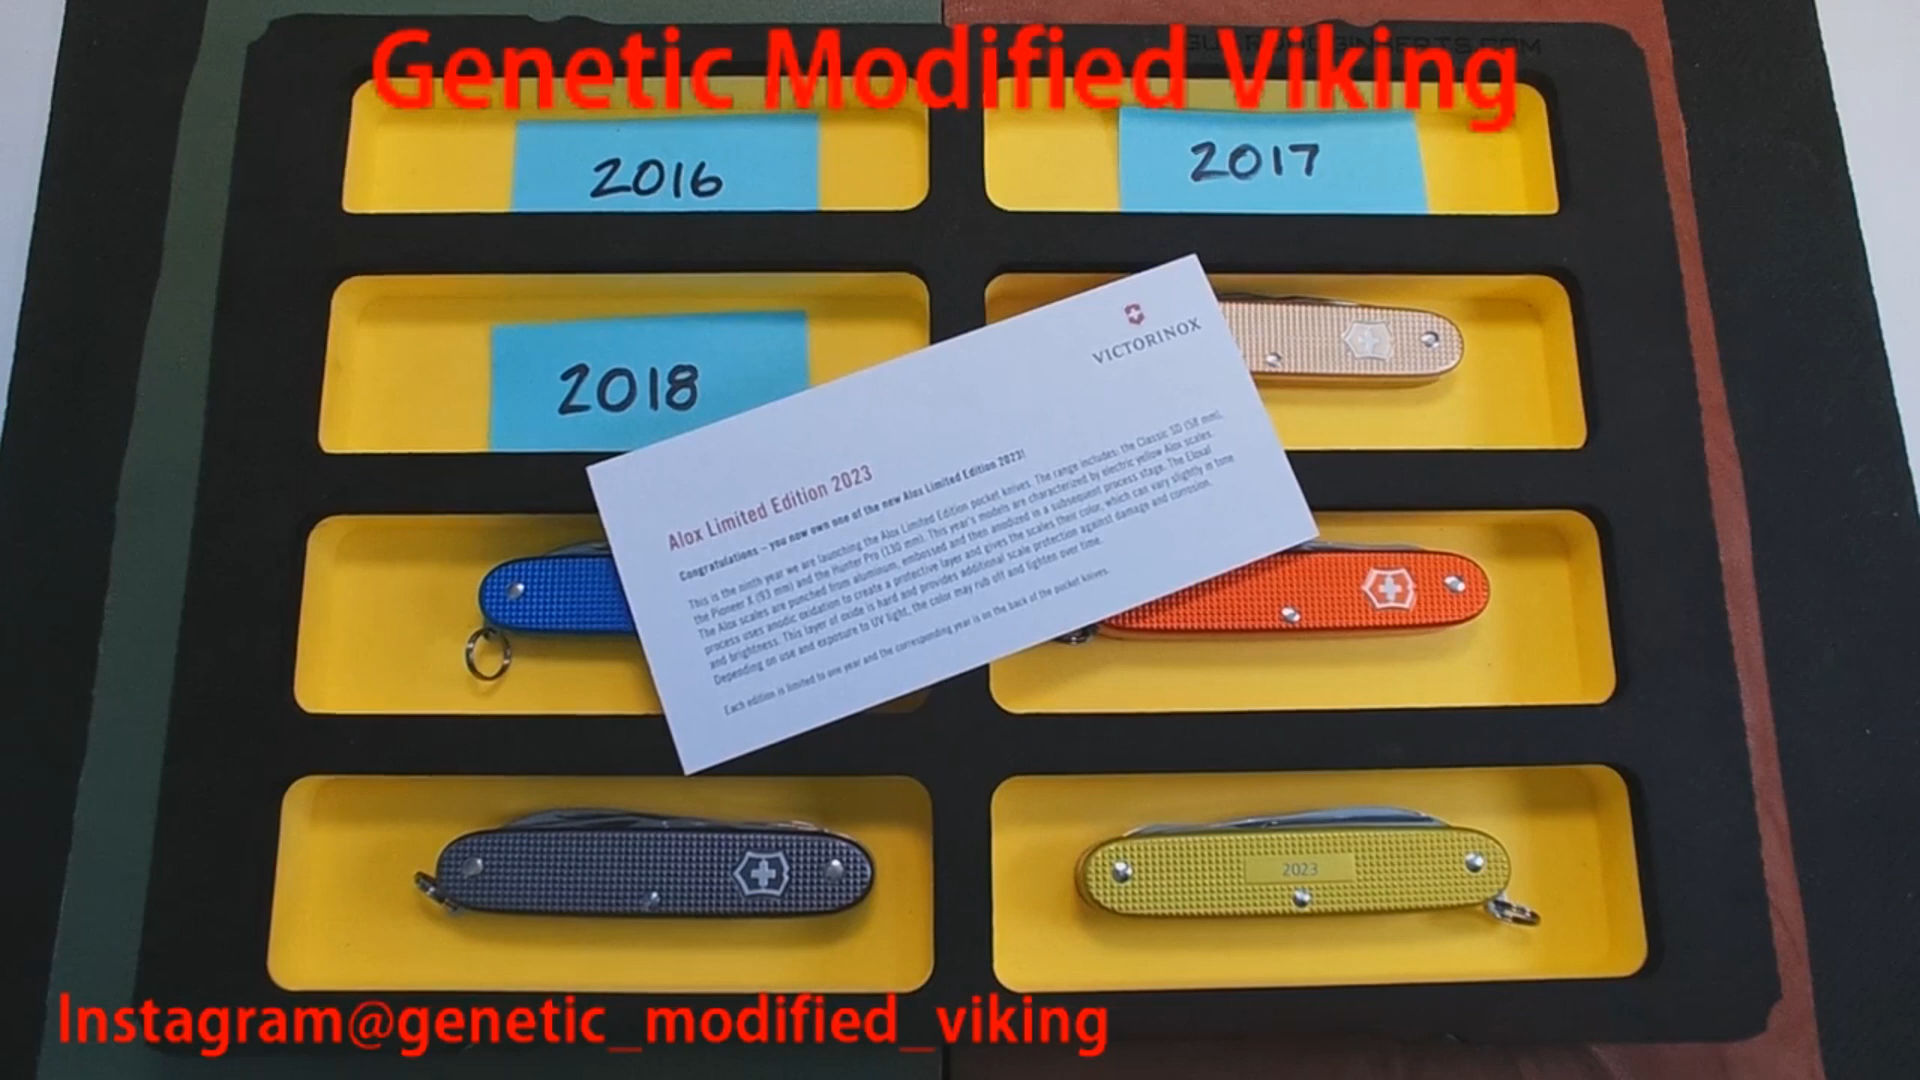 Genetic Modified Viking
GUARDDOGINSERTS.COM
2016
2017
2018
VICTORINOX
Alox Limited Edition 2023
Congratulations – you now own one of the new Alox Limited Edition 2023!
This is the ninth year we are launching the Alox Limited Edition pocket knives. The range includes: the Classic SD (58 mm),
the Pioneer X (93 mm) and the Hunter Pro (130 mm). This year's models are characterized by electric yellow Alox scales.
The Alox scales are punched from aluminum, embossed and then anodized in a subsequent process stage. The Eloxal
process uses anodic oxidation to create a protective layer and gives the scales their color, which can vary slightly in tone
and brightness. This layer of oxide is hard and provides additional scale protection against damage and corrosion.
Depending on use and exposure to UV light, the color may rub off and lighten over time.
Each edition is limited to one year and the corresponding year is on the back of the pocket knives.
2023
Instagram@genetic_modified_viking